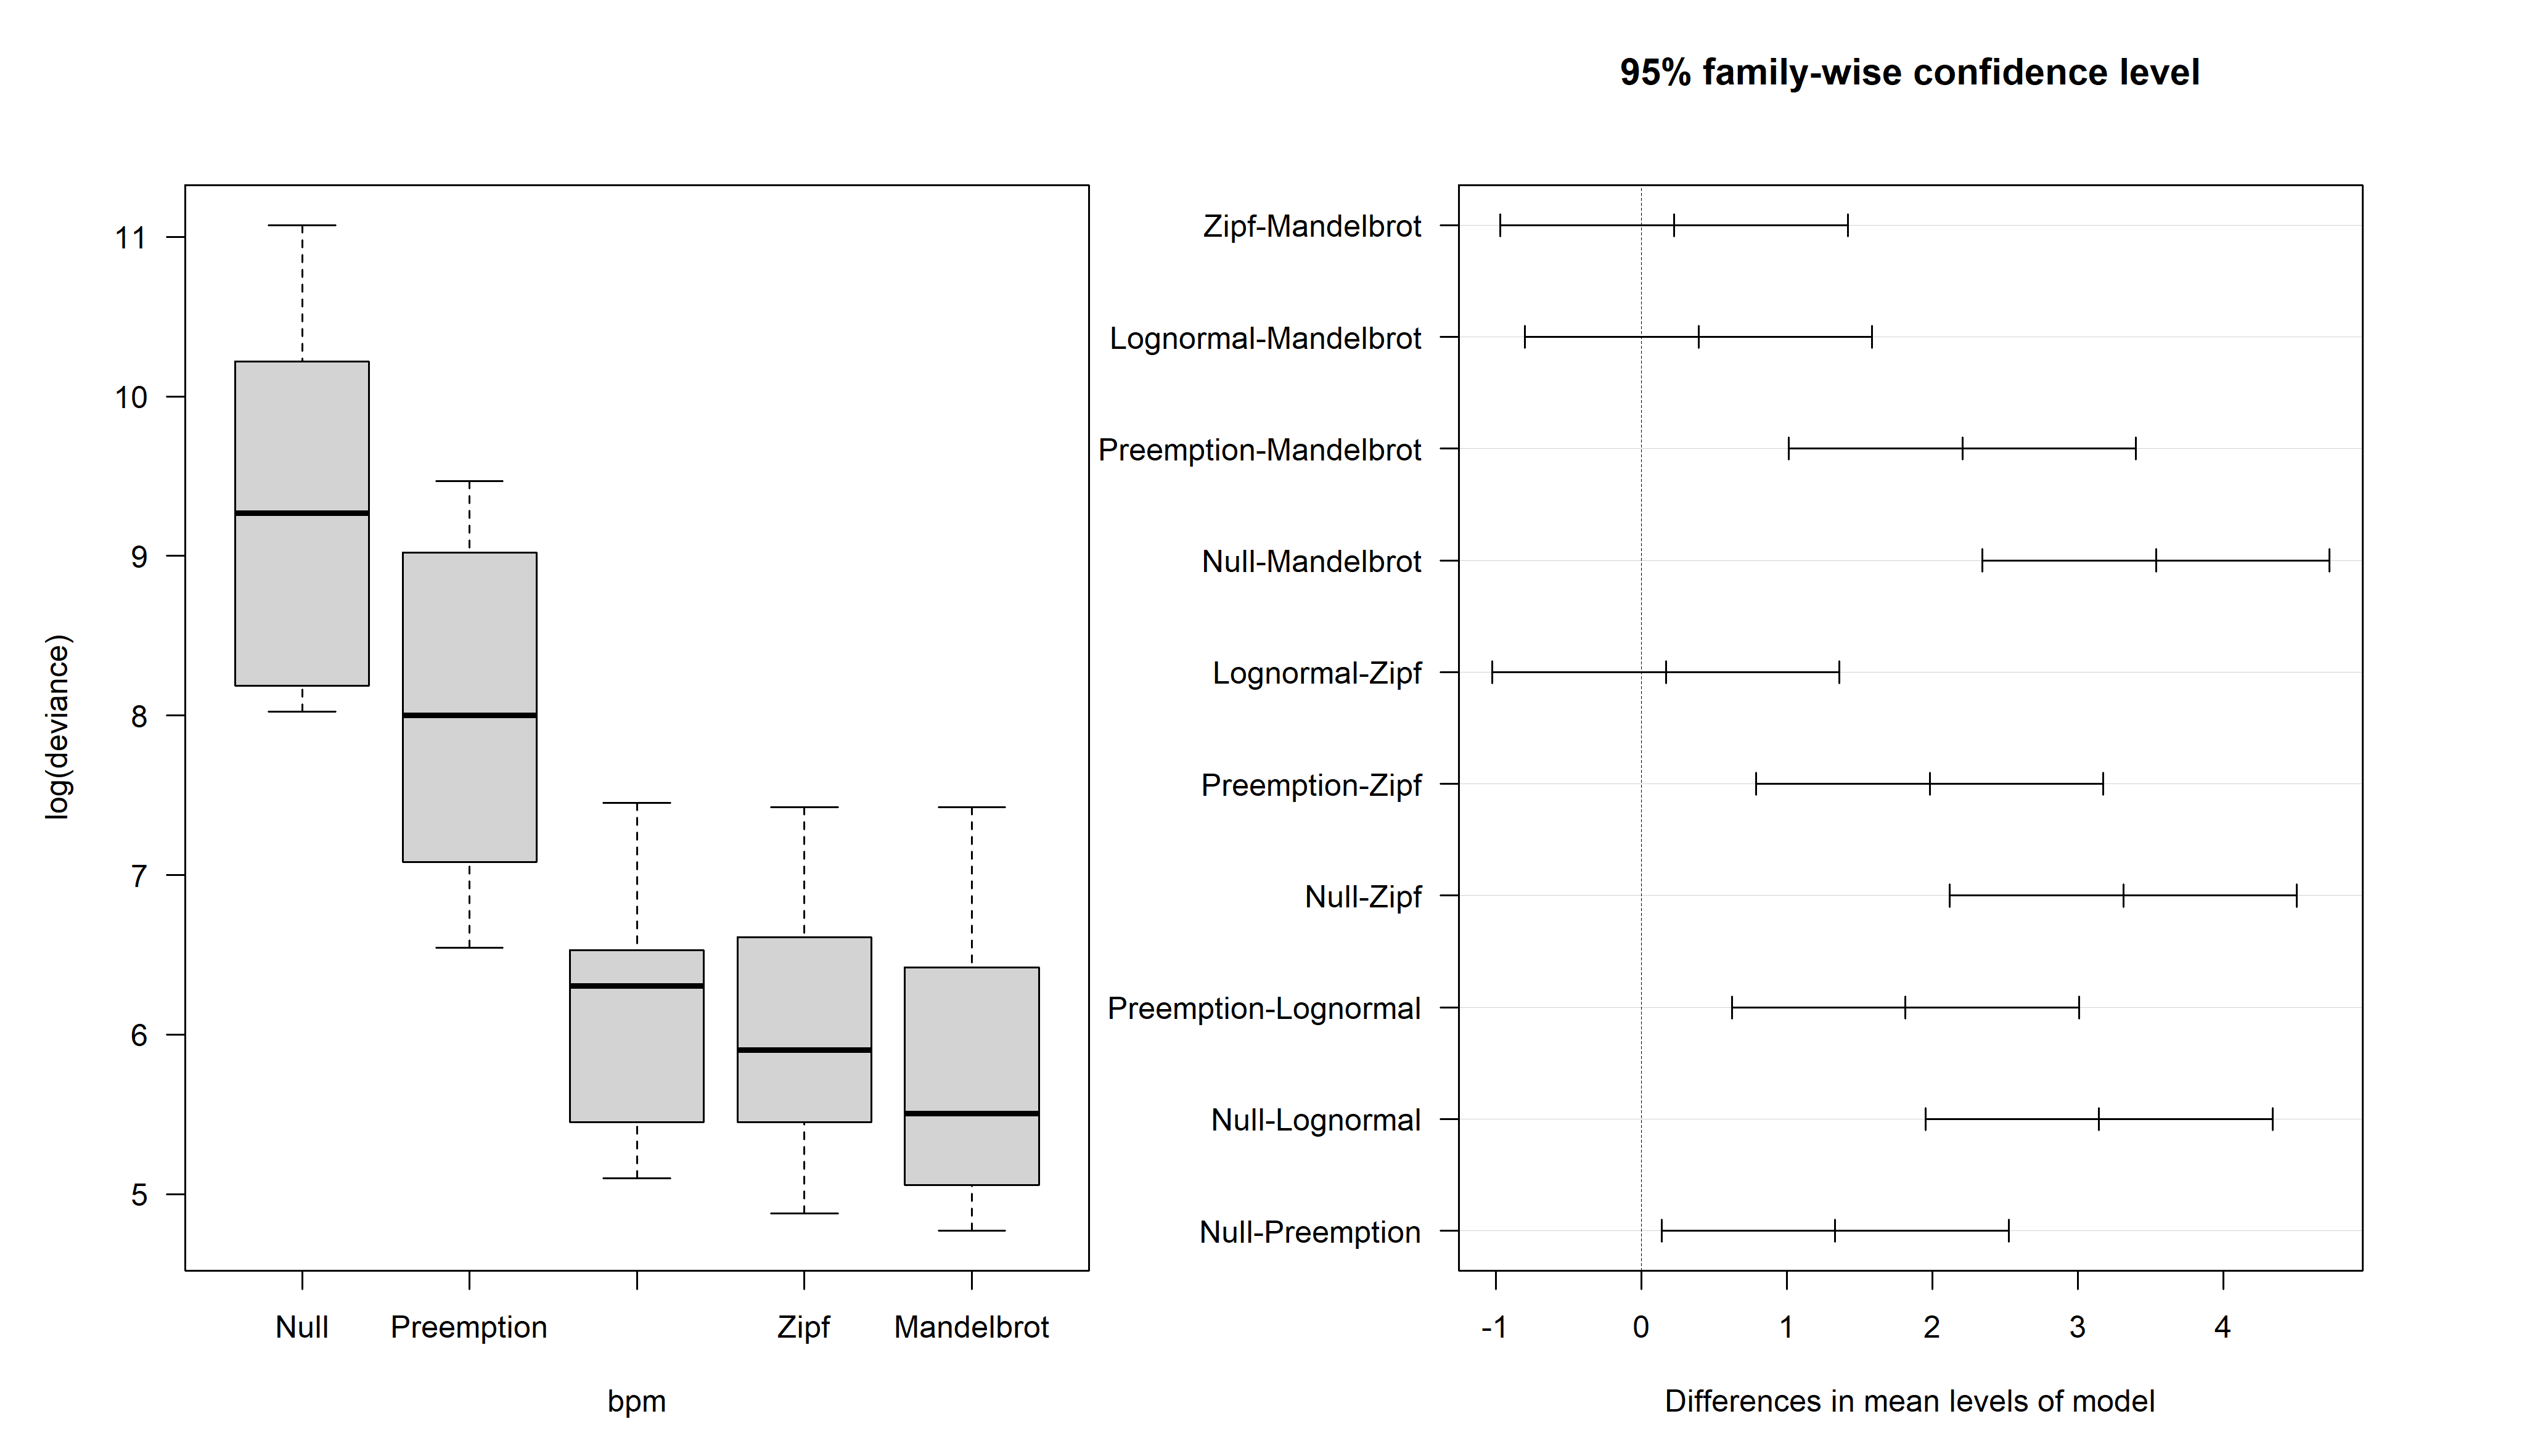 95% family-wise confidence level
11
10
9
8
7
6
5
log(deviance)
Null Preemption Zipf Mandelbrot
bpm
Zipf-Mandelbrot
Lognormal-Mandelbrot
Preemption-Mandelbrot
Null-Mandelbrot
Lognormal-Zipf
Preemption-Zipf
Null-Zipf
Preemption-Lognormal
Null-Lognormal
Null-Preemption
-1 0 1 2 3 4
Differences in mean levels of model